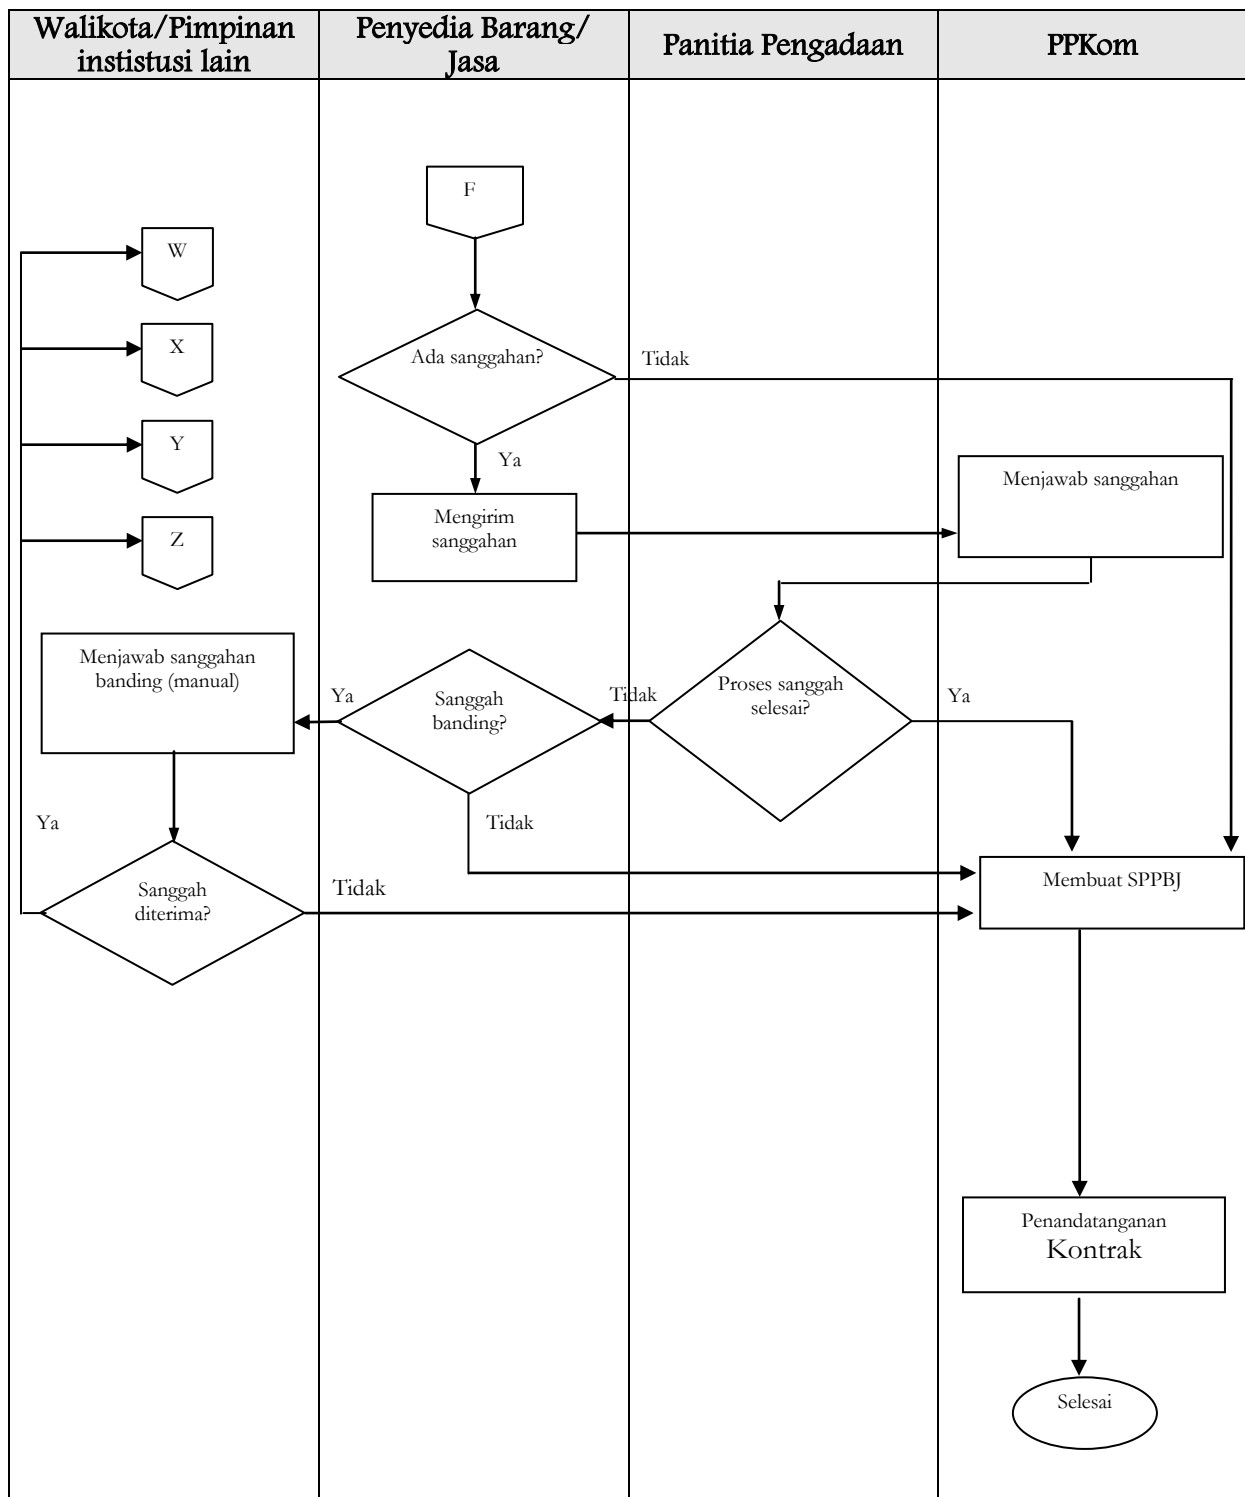 Walikota/Pimpinan
instistusi lain
Penyedia Barang/
Jasa
Panitia Pengadaan
PPKom
F
W
Ada sanggahan?
Tidak
X
Y
Ya
Menjawab sanggahan
Mengirim
sanggahan
Z
Menjawab sanggahan
banding (manual)
Ya
Sanggah
banding?
Tidak
Proses sanggah
selesai?
Ya
Ya
Tidak
Sanggah
diterima?
Tidak
Membuat SPPBJ
Penandatanganan
Kontrak
Selesai